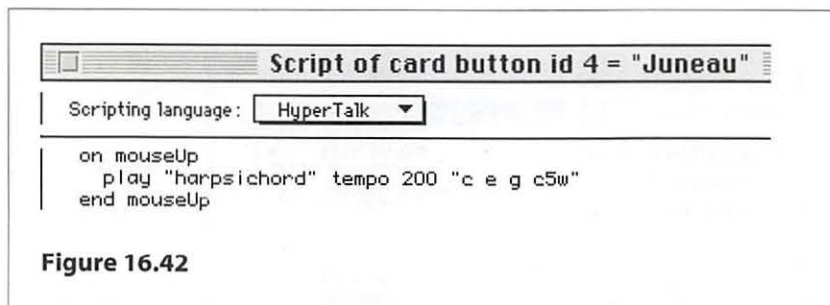 Script of card button id 4 = "Juneau"
Scripting language: HyperTalk
on mouseUp
play "harpsichord" tempo 200 "c e g c5w"
end mouseUp
Figure 16.42